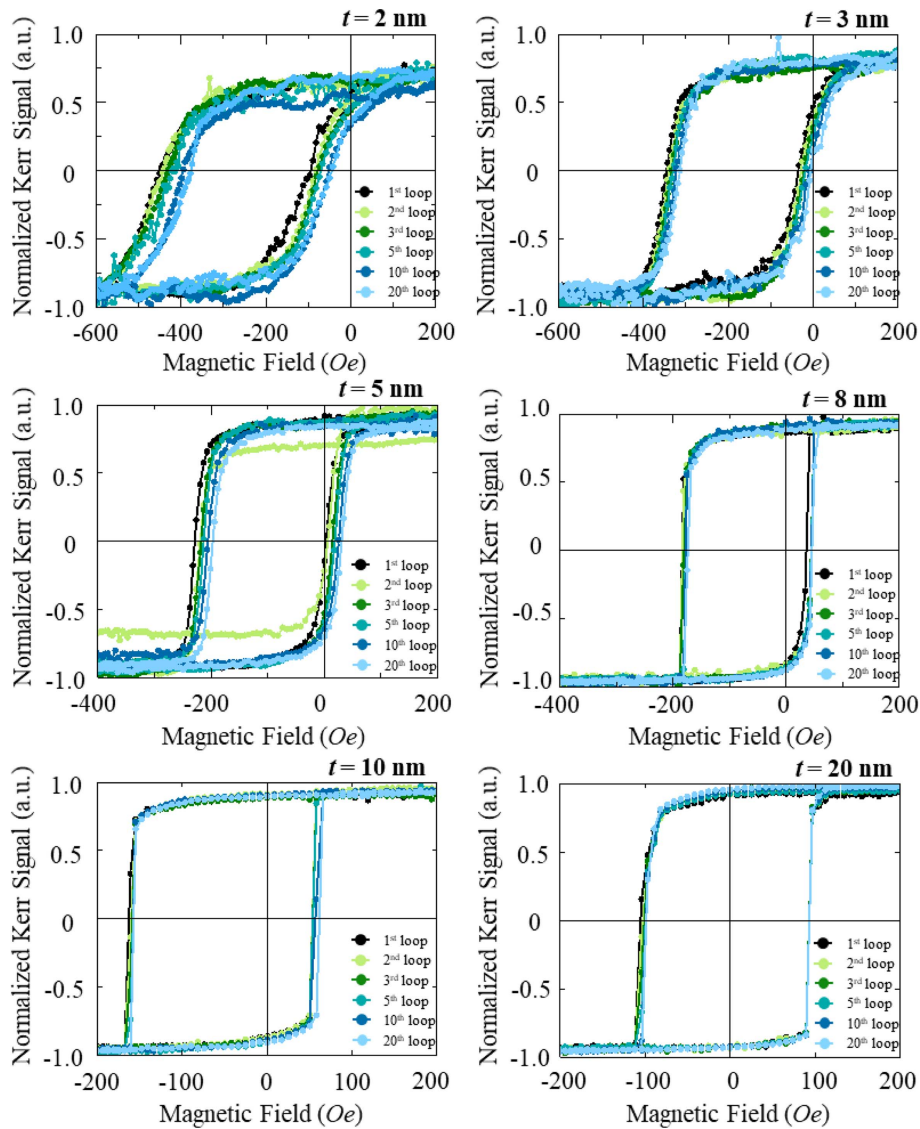 t = 2 nm
Normalized Kerr Signal (a.u.)
1.0
0.5
0
-0.5
-1.0
1st loop
2nd loop
3rd loop
5th loop
10th loop
20th loop
-600 -400 -200 0 200
Magnetic Field (Oe)
t = 3 nm
Normalized Kerr Signal (a.u.)
1.0
0.5
0
-0.5
-1.0
1st loop
2nd loop
3rd loop
5th loop
10th loop
20th loop
-600 -400 -200 0 200
Magnetic Field (Oe)
t = 5 nm
Normalized Kerr Signal (a.u.)
1.0
0.5
0
-0.5
-1.0
1st loop
2nd loop
3rd loop
5th loop
10th loop
20th loop
-400 -200 0 200
Magnetic Field (Oe)
t = 8 nm
Normalized Kerr Signal (a.u.)
1.0
0.5
0
-0.5
-1.0
1st loop
2nd loop
3rd loop
5th loop
10th loop
20th loop
-400 -200 0 200
Magnetic Field (Oe)
t = 10 nm
Normalized Kerr Signal (a.u.)
1.0
0.5
0
-0.5
-1.0
1st loop
2nd loop
3rd loop
5th loop
10th loop
20th loop
-200 -100 0 100 200
Magnetic Field (Oe)
t = 20 nm
Normalized Kerr Signal (a.u.)
1.0
0.5
0
-0.5
-1.0
1st loop
2nd loop
3rd loop
5th loop
10th loop
20th loop
-200 -100 0 100 200
Magnetic Field (Oe)